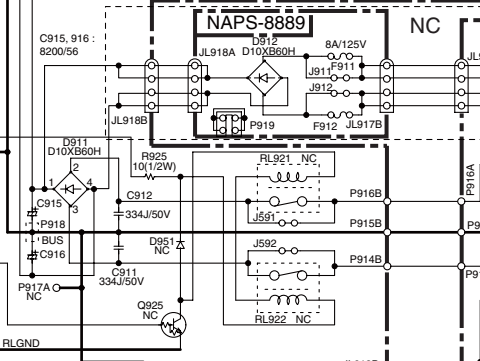 NAPS-8889
NC
C915, 916 :
8200/56
JL918A
D912
D10XB60H
8A/125V
F911
J911
J912
JL918B
P919
F912
JL917B
D911
D10XB60H
R925
10(1/2W)
RL921 NC
P916A
2
1
4
3
C912
334J/50V
P916B
C915
P918
BUS
C916
J591
P915B
D951
NC
J592
P914B
C911
334J/50V
P917A
NC
Q925
NC
RL922 NC
RLGND